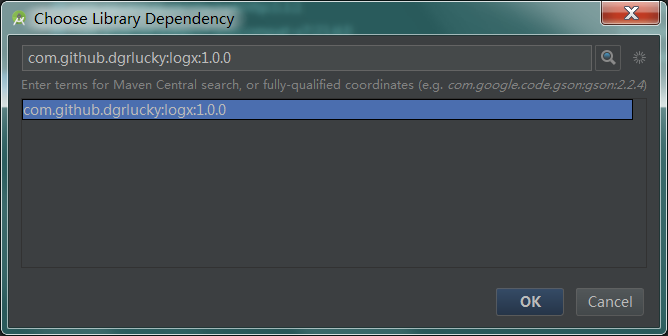 Choose Library Dependency
com.github.dgrlucky:logx:1.0.0
Enter terms for Maven Central search, or fully-qualified coordinates (e.g. com.google.code.gson:gson:2.2.4)
com.github.dgrlucky:logx:1.0.0
OK
Cancel